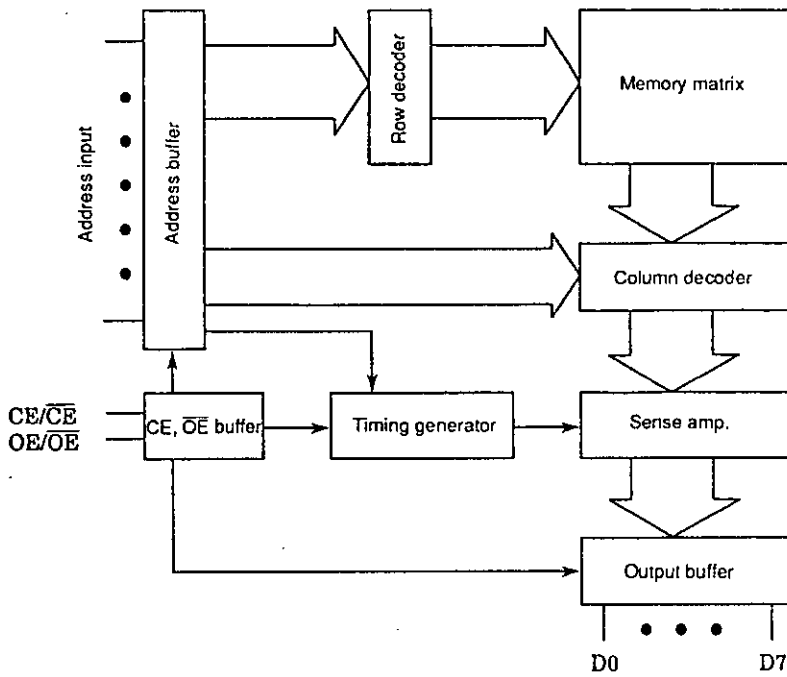 Address input
Address buffer
Row decoder
Memory matrix
Column decoder
CE/C̅E̅
OE/O̅E̅
CE, O̅E̅ buffer
Timing generator
Sense amp.
Output buffer
D0
D7